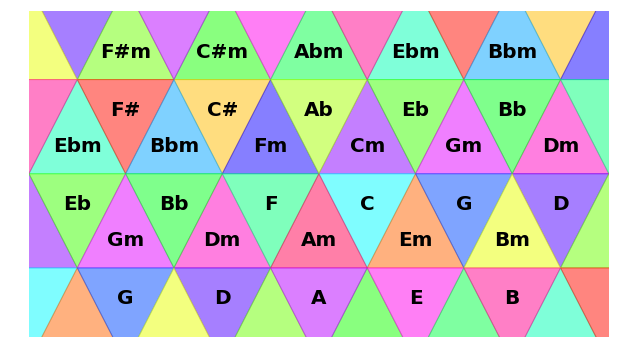 F#m C#m Abm Ebm Bbm
F# C# Ab Eb Bb
Ebm Bbm Fm Cm Gm Dm
Eb Bb F C G D
Gm Dm Am Em Bm
G D A E B